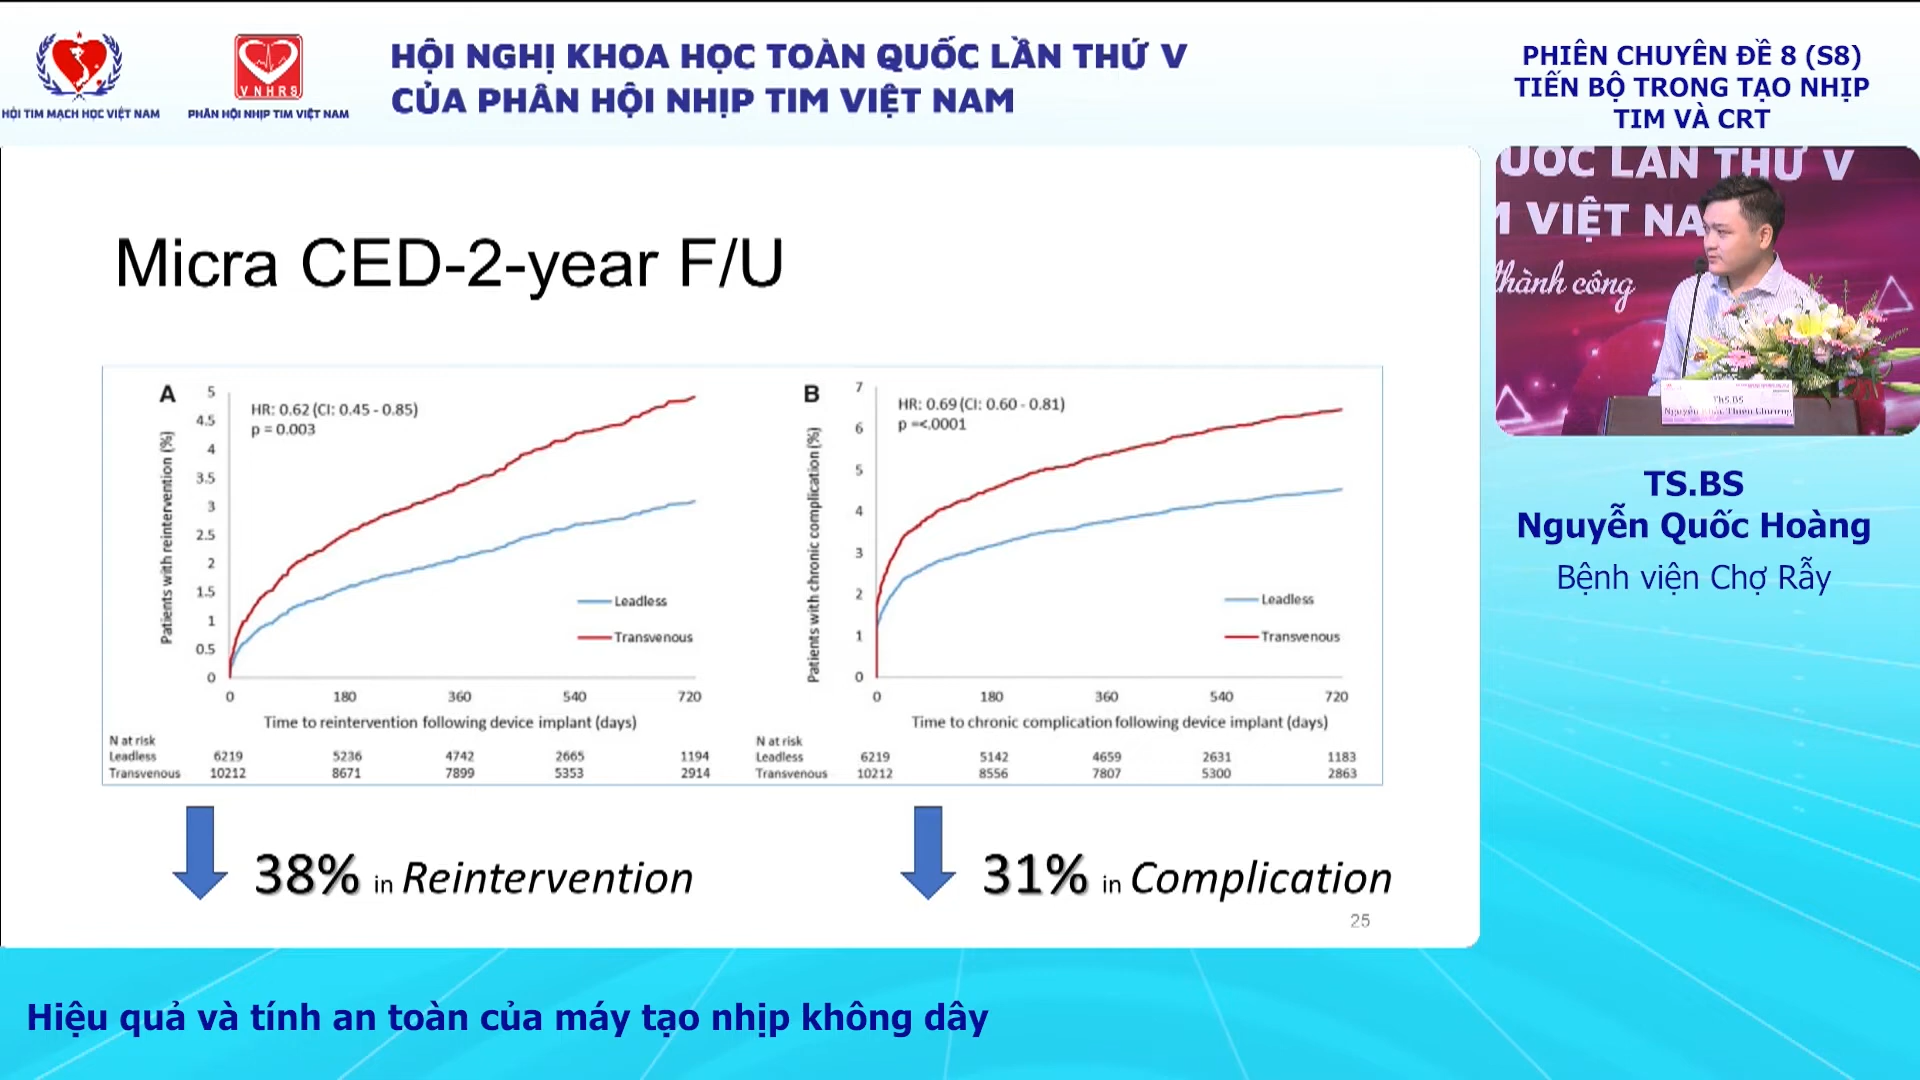 HỘI TIM MẠCH HỌC VIỆT NAM
VNHRS
PHÂN HỘI NHỊP TIM VIỆT NAM
HỘI NGHỊ KHOA HỌC TOÀN QUỐC LẦN THỨ V
CỦA PHÂN HỘI NHỊP TIM VIỆT NAM
PHIÊN CHUYÊN ĐỀ 8 (S8)
TIẾN BỘ TRONG TẠO NHỊP
TIM VÀ CRT
UỐC LẦN THỨ V
M VIỆT NA
thành công
ThS.BS
TS.BS
Nguyễn Quốc Hoàng
Bệnh viện Chợ Rẫy
Micra CED-2-year F/U
A
HR: 0.62 (CI: 0.45 - 0.85)
p = 0.003
Patients with reintervention (%)
5
4.5
4
3.5
3
2.5
2
1.5
1
0.5
0
Leadless
Transvenous
0 180 360 540 720
Time to reintervention following device implant (days)
N at risk
Leadless 6219 5236 4742 2665 1194
Transvenous 10212 8671 7899 5353 2914
B
HR: 0.69 (CI: 0.60 - 0.81)
p =<.0001
Patients with chronic complication (%)
7
6
5
4
3
2
1
0
Leadless
Transvenous
0 180 360 540 720
Time to chronic complication following device implant (days)
N at risk
Leadless 6219 5142 4659 2631 1183
Transvenous 10212 8556 7807 5300 2863
38% in Reintervention
31% in Complication
25
Hiệu quả và tính an toàn của máy tạo nhịp không dây